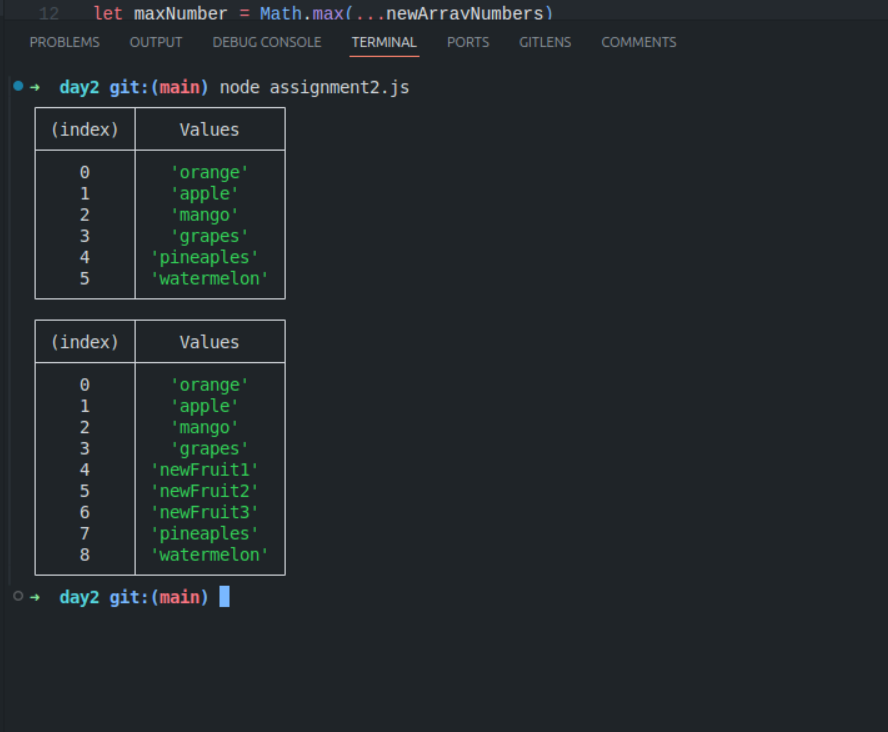 12 let maxNumber = Math.max(...newArrayNumbers)
PROBLEMS OUTPUT DEBUG CONSOLE TERMINAL PORTS GITLENS COMMENTS
➜ day2 git:(main) node assignment2.js
(index) Values
0 'orange'
1 'apple'
2 'mango'
3 'grapes'
4 'pineaples'
5 'watermelon'
(index) Values
0 'orange'
1 'apple'
2 'mango'
3 'grapes'
4 'newFruit1'
5 'newFruit2'
6 'newFruit3'
7 'pineaples'
8 'watermelon'
➜ day2 git:(main)